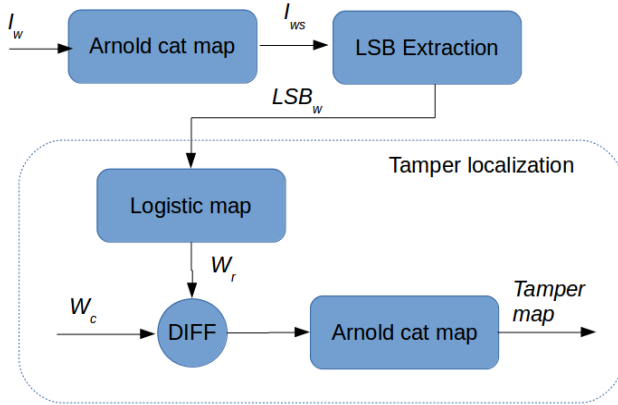 I_w
Arnold cat map
I_ws
LSB Extraction
LSB_w
Tamper localization
Logistic map
W_r
W_c
DIFF
Arnold cat map
Tamper
map